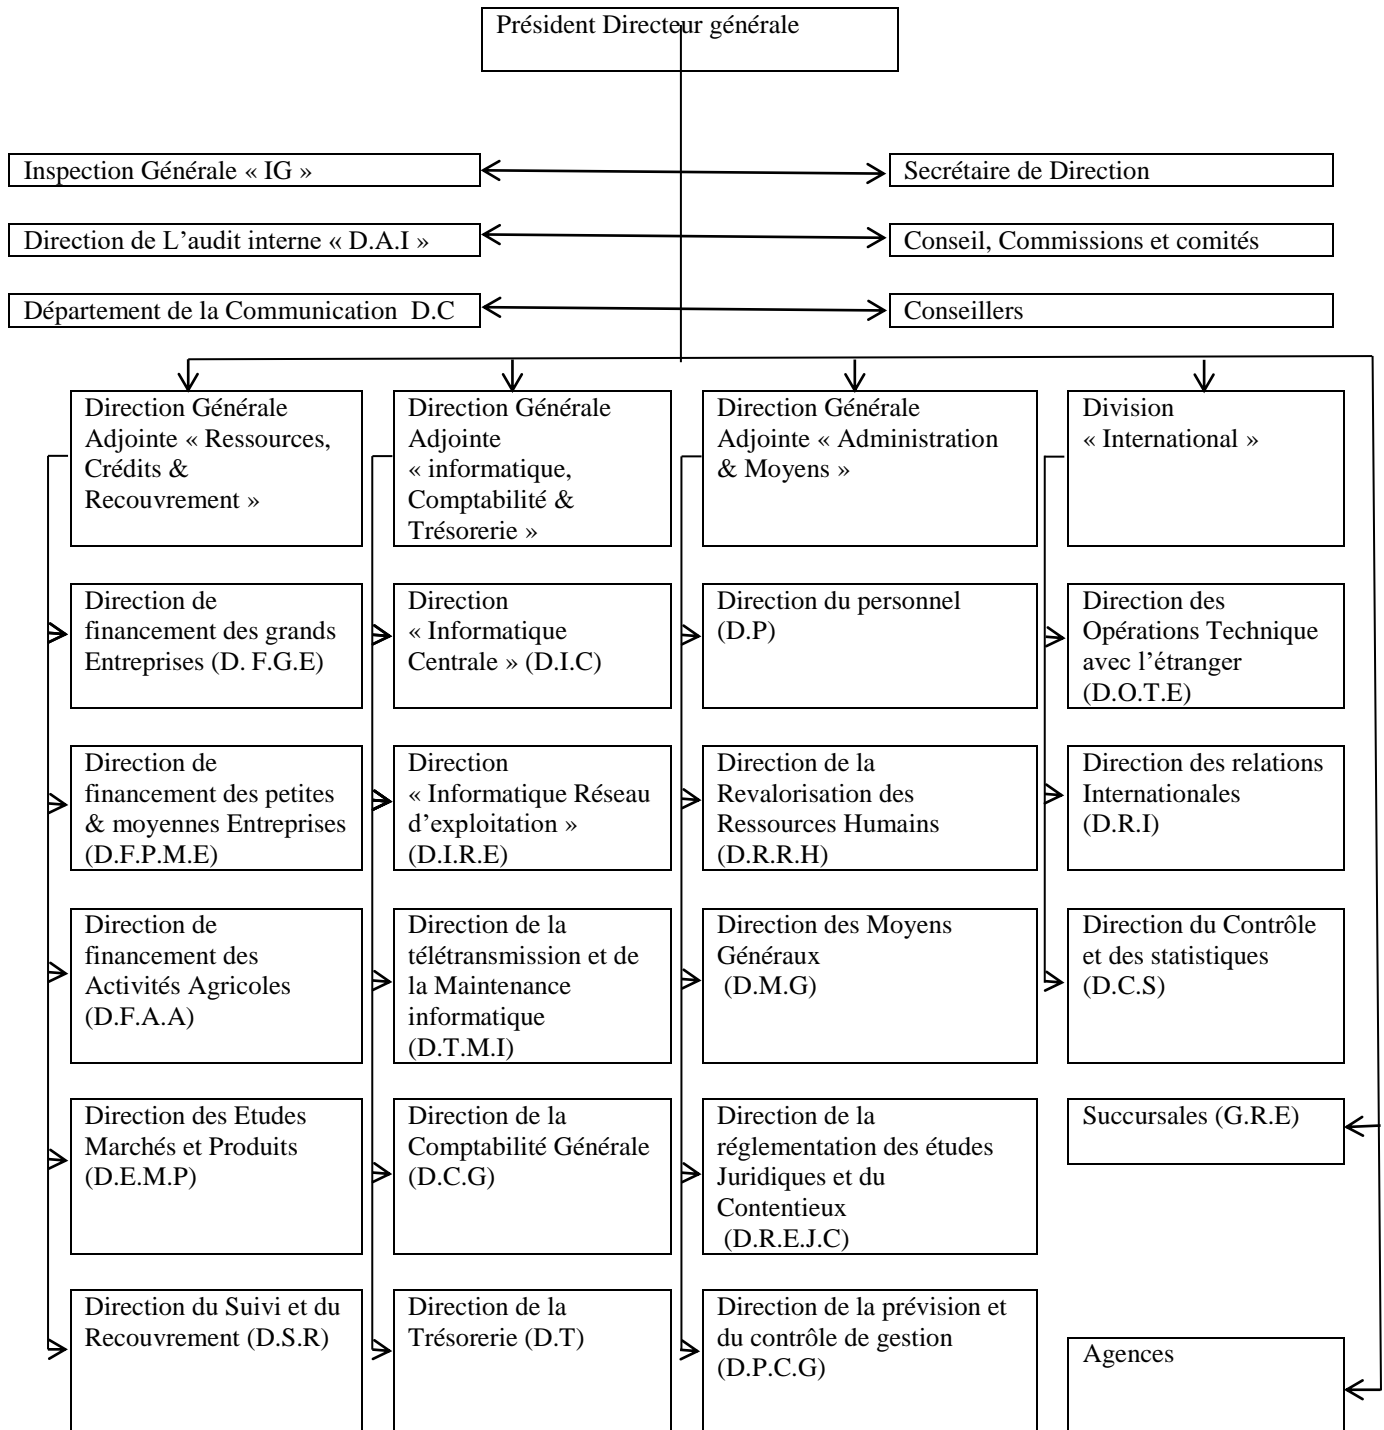 Président Directeur générale
Inspection Générale « IG »
Secrétaire de Direction
Direction de L’audit interne « D.A.I »
Conseil, Commissions et comités
Département de la Communication D.C
Conseillers
Direction Générale
Adjointe « Ressources,
Crédits &
Recouvrement »
Direction Générale
Adjointe
« informatique,
Comptabilité &
Trésorerie »
Direction Générale
Adjointe « Administration
& Moyens »
Division
« International »
Direction de
financement des grands
Entreprises (D. F.G.E)
Direction
« Informatique
Centrale » (D.I.C)
Direction du personnel
(D.P)
Direction des
Opérations Technique
avec l’étranger
(D.O.T.E)
Direction de
financement des petites
& moyennes Entreprises
(D.F.P.M.E)
Direction
« Informatique Réseau
d’exploitation »
(D.I.R.E)
Direction de la
Revalorisation des
Ressources Humains
(D.R.R.H)
Direction des relations
Internationales
(D.R.I)
Direction de
financement des
Activités Agricoles
(D.F.A.A)
Direction de la
télétransmission et de
la Maintenance
informatique
(D.T.M.I)
Direction des Moyens
Généraux
(D.M.G)
Direction du Contrôle
et des statistiques
(D.C.S)
Direction des Etudes
Marchés et Produits
(D.E.M.P)
Direction de la
Comptabilité Générale
(D.C.G)
Direction de la
réglementation des études
Juridiques et du
Contentieux
(D.R.E.J.C)
Succursales (G.R.E)
Direction du Suivi et du
Recouvrement (D.S.R)
Direction de la
Trésorerie (D.T)
Direction de la prévision et
du contrôle de gestion
(D.P.C.G)
Agences